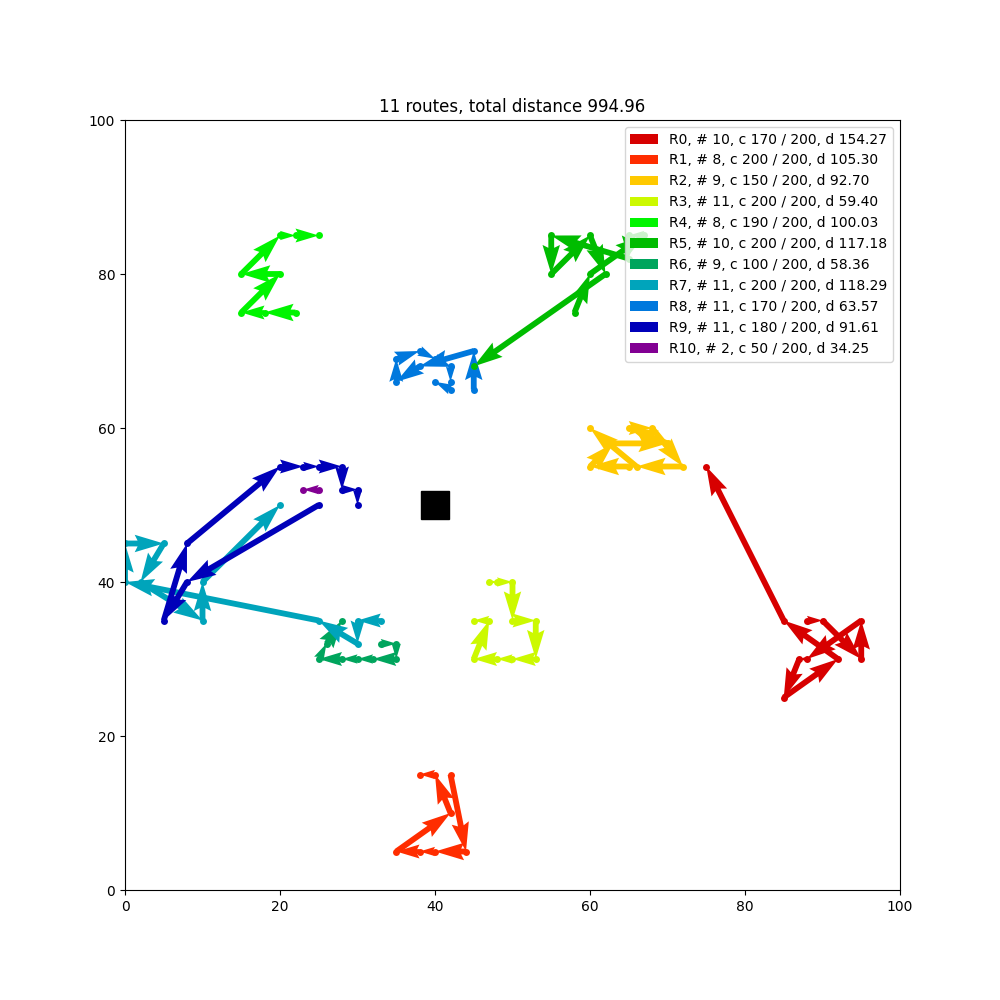 11 routes, total distance 994.96
100
80
60
40
20
0
0 20 40 60 80 100
R0, # 10, c 170 / 200, d 154.27
R1, # 8, c 200 / 200, d 105.30
R2, # 9, c 150 / 200, d 92.70
R3, # 11, c 200 / 200, d 59.40
R4, # 8, c 190 / 200, d 100.03
R5, # 10, c 200 / 200, d 117.18
R6, # 9, c 100 / 200, d 58.36
R7, # 11, c 200 / 200, d 118.29
R8, # 11, c 170 / 200, d 63.57
R9, # 11, c 180 / 200, d 91.61
R10, # 2, c 50 / 200, d 34.25